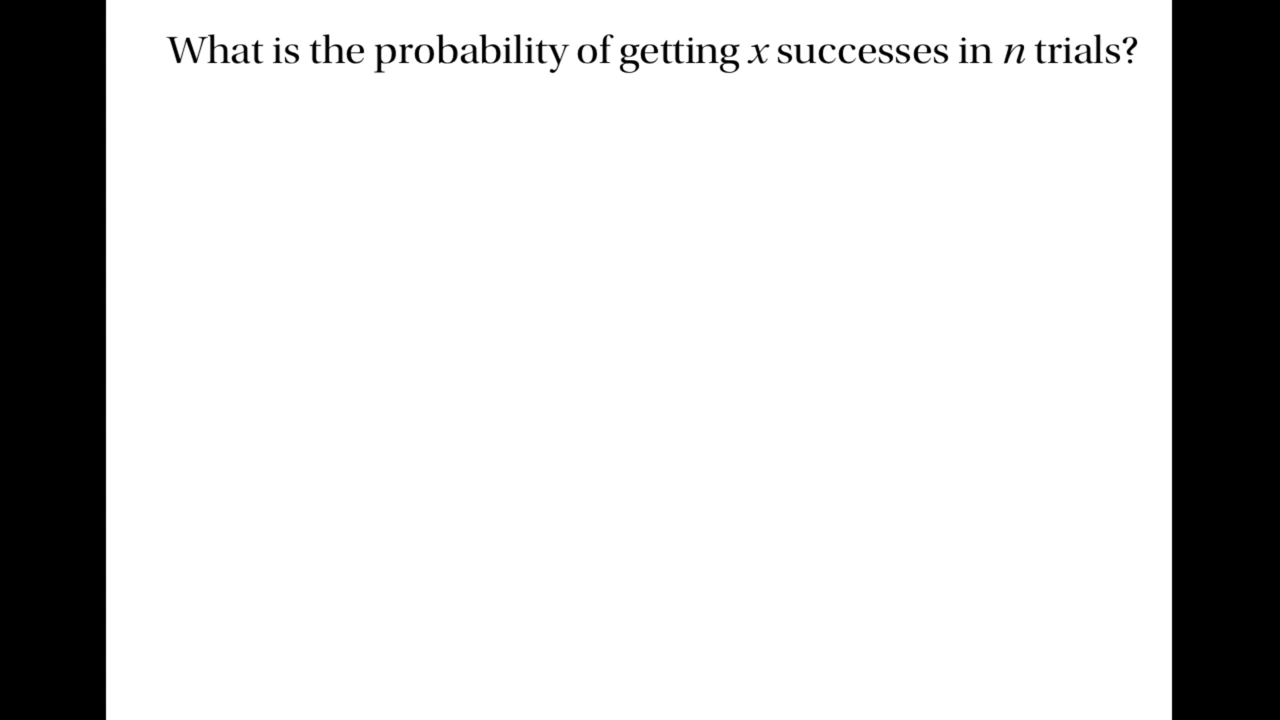 What is the probability of getting x successes in n trials?